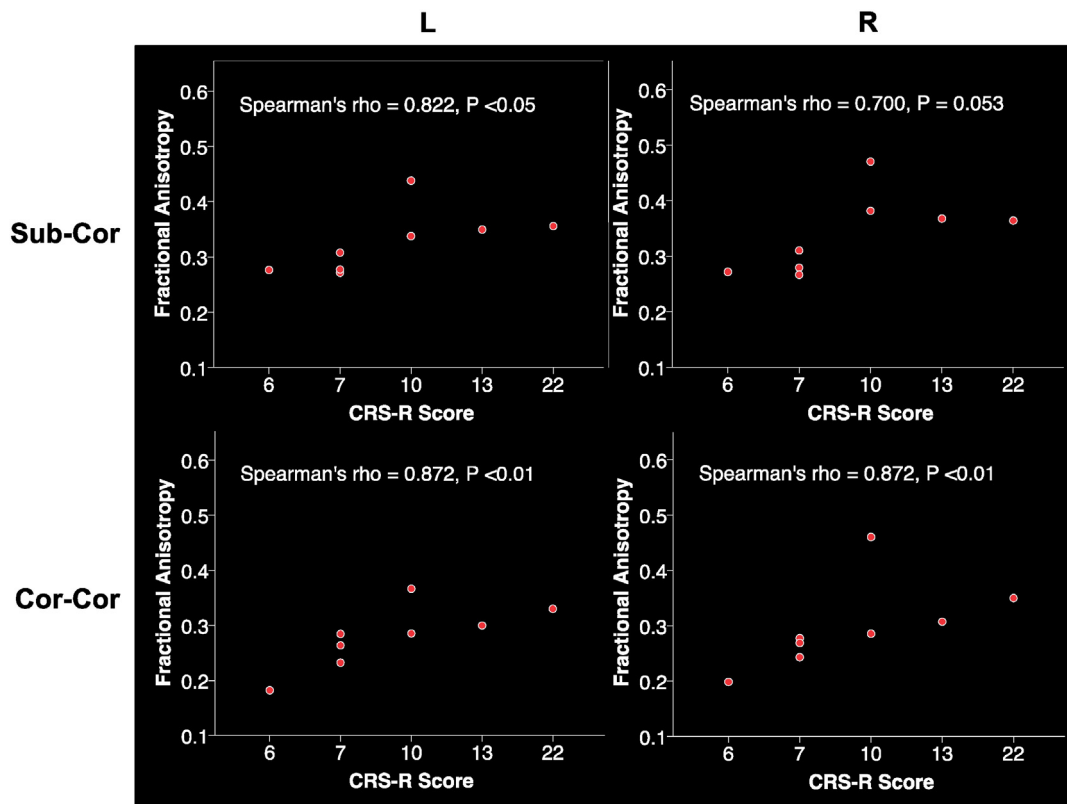 L
R
Sub-Cor
Fractional Anisotropy
Spearman's rho = 0.822, P <0.05
0.6
0.5
0.4
0.3
0.2
0.1
6 7 10 13 22
CRS-R Score
Fractional Anisotropy
Spearman's rho = 0.700, P = 0.053
0.6
0.5
0.4
0.3
0.2
0.1
6 7 10 13 22
CRS-R Score
Cor-Cor
Fractional Anisotropy
Spearman's rho = 0.872, P <0.01
0.6
0.5
0.4
0.3
0.2
0.1
6 7 10 13 22
CRS-R Score
Fractional Anisotropy
Spearman's rho = 0.872, P <0.01
0.6
0.5
0.4
0.3
0.2
0.1
6 7 10 13 22
CRS-R Score